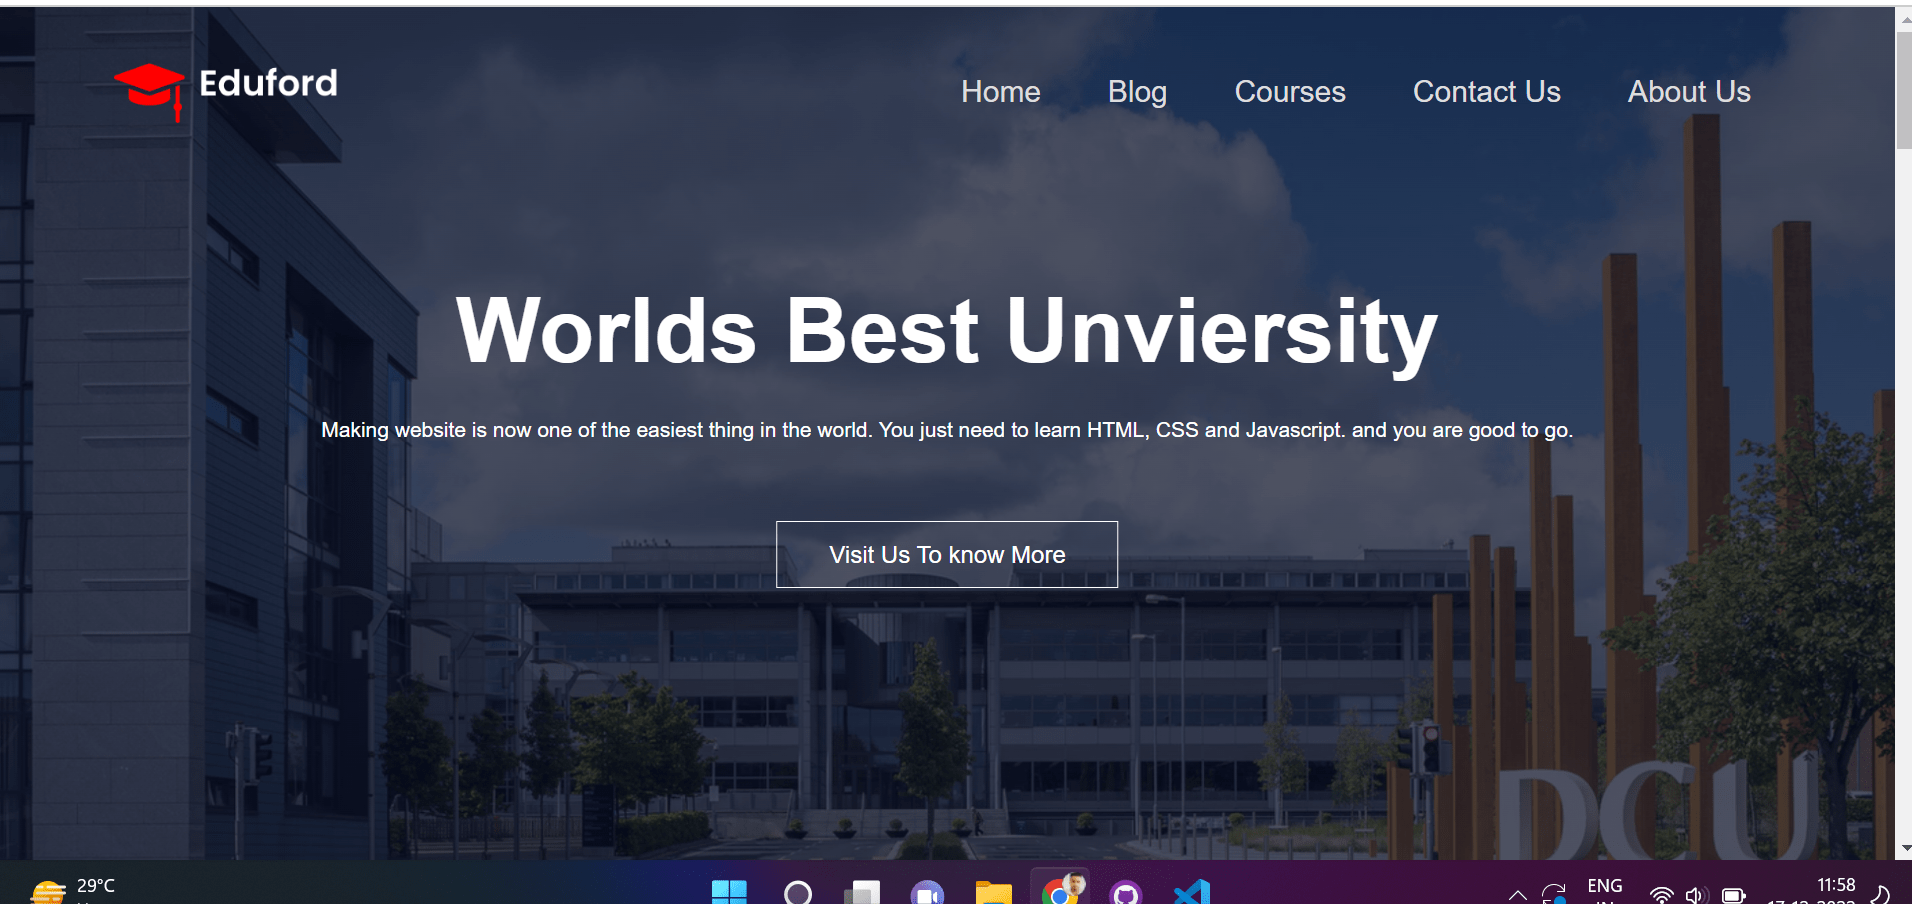 Eduford
Home Blog Courses Contact Us About Us
Worlds Best Unviersity
Making website is now one of the easiest thing in the world. You just need to learn HTML, CSS and Javascript. and you are good to go.
Visit Us To know More
DCU
29°C
ENG
11:58